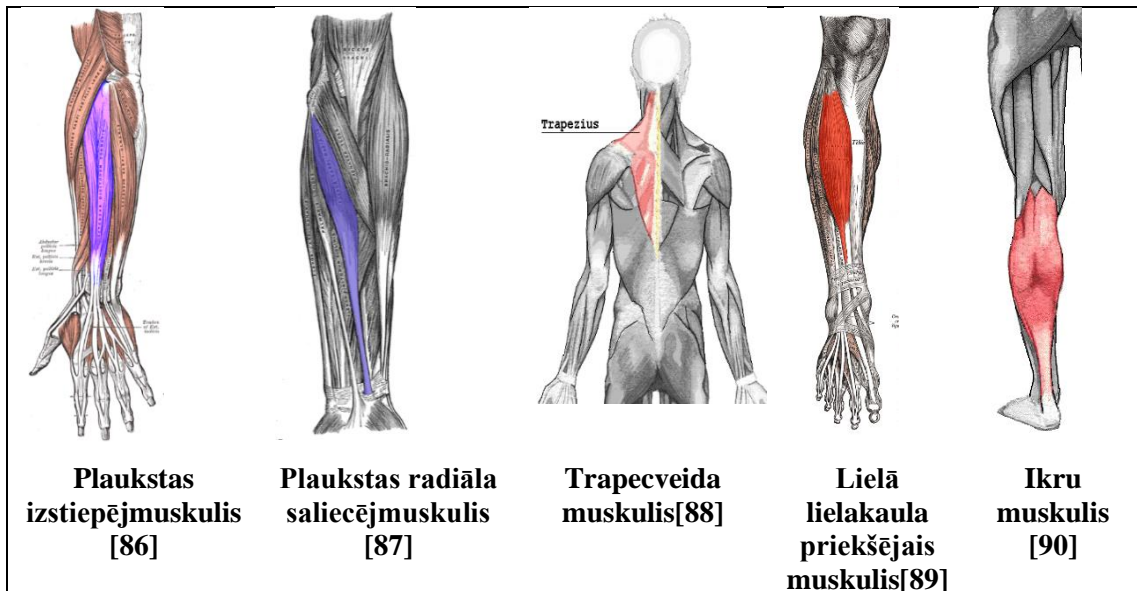 Trapezius
Tibia
Plaukstas
izstiepējmuskulis
[86]
Plaukstas radiāla
saliecējmuskulis
[87]
Trapecveida
muskulis[88]
Lielā
lielakaula
priekšējais
muskulis[89]
Ikru
muskulis
[90]